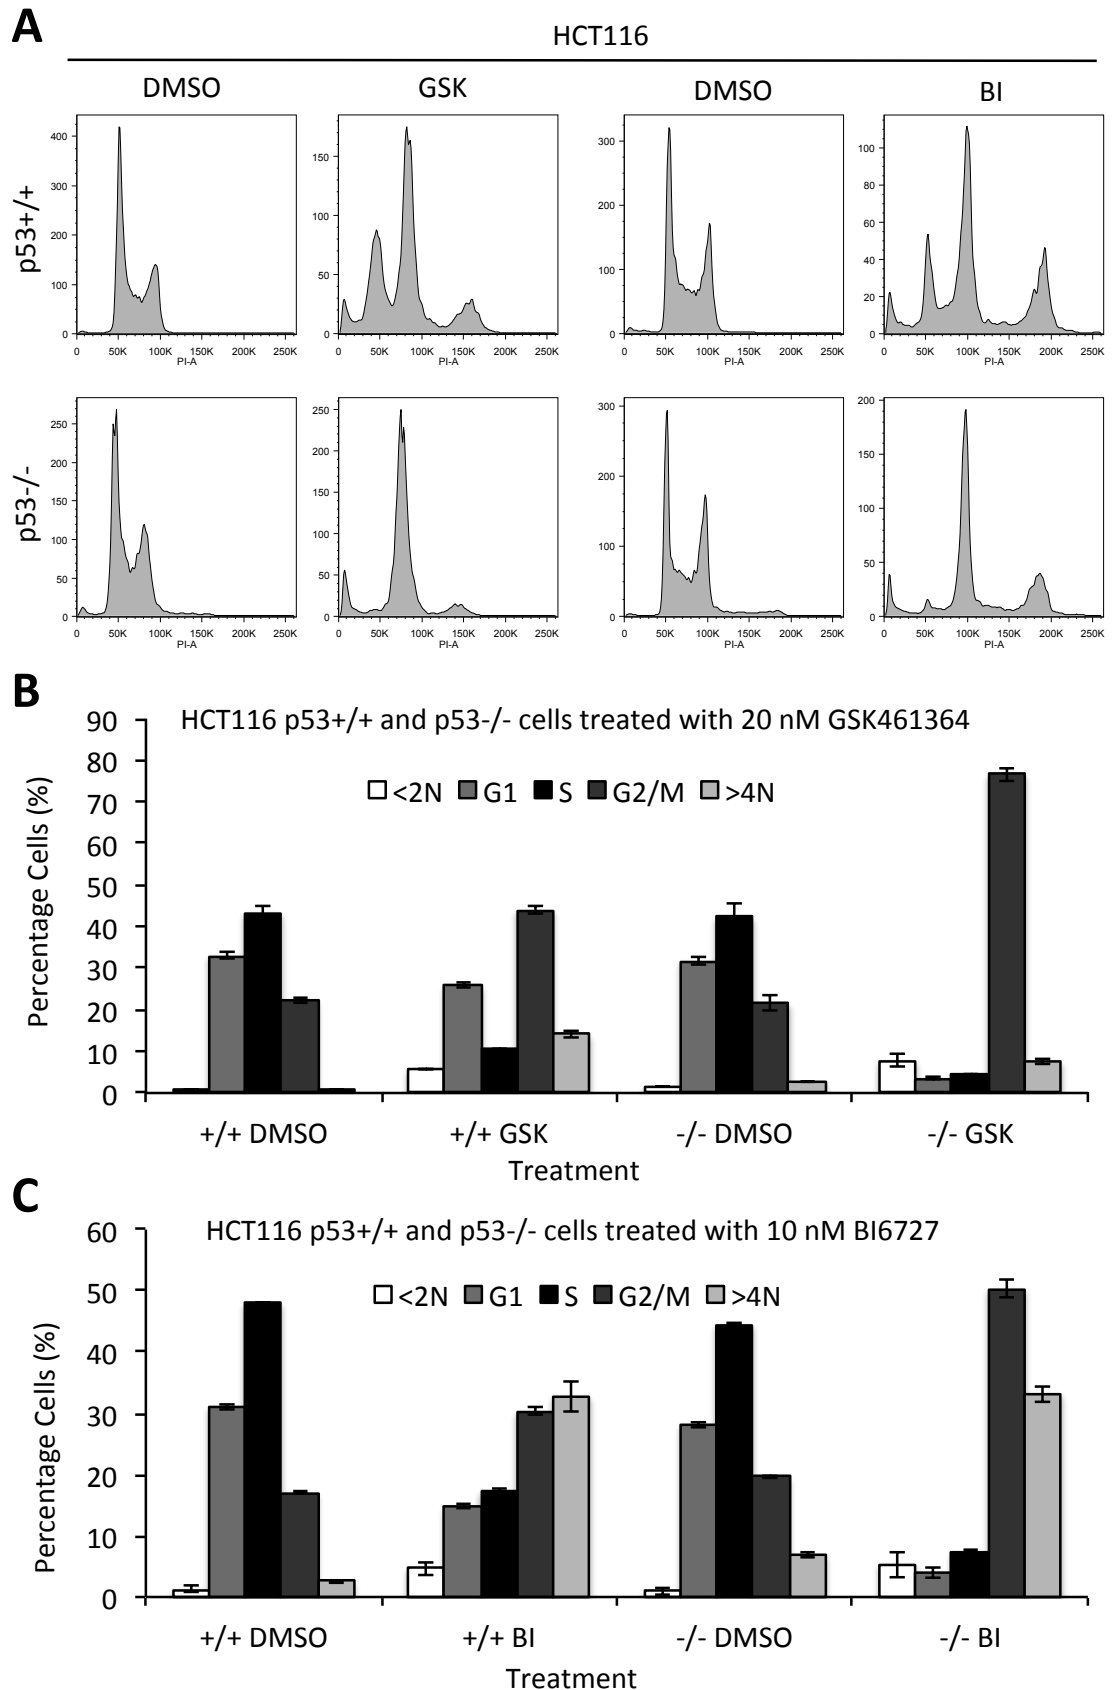 A
HCT116
DMSO GSK DMSO BI
p53+/+
400
300
200
100
0
0 50K 100K 150K 200K 250K
PI-A
150
100
50
0
0 50K 100K 150K 200K 250K
PI-A
300
200
100
0
0 50K 100K 150K 200K 250K
PI-A
100
80
60
40
20
0
0 50K 100K 150K 200K 250K
PI-A
p53-/-
250
200
150
100
50
0
0 50K 100K 150K 200K 250K
PI-A
250
200
150
100
50
0
0 50K 100K 150K 200K 250K
PI-A
300
200
100
0
0 50K 100K 150K 200K 250K
PI-A
200
150
100
50
0
0 50K 100K 150K 200K 250K
PI-A
B
HCT116 p53+/+ and p53-/- cells treated with 20 nM GSK461364
<2N G1 S G2/M >4N
Percentage Cells (%)
90
80
70
60
50
40
30
20
10
0
+/+ DMSO +/+ GSK -/- DMSO -/- GSK
Treatment
C
HCT116 p53+/+ and p53-/- cells treated with 10 nM BI6727
<2N G1 S G2/M >4N
Percentage Cells (%)
60
50
40
30
20
10
0
+/+ DMSO +/+ BI -/- DMSO -/- BI
Treatment